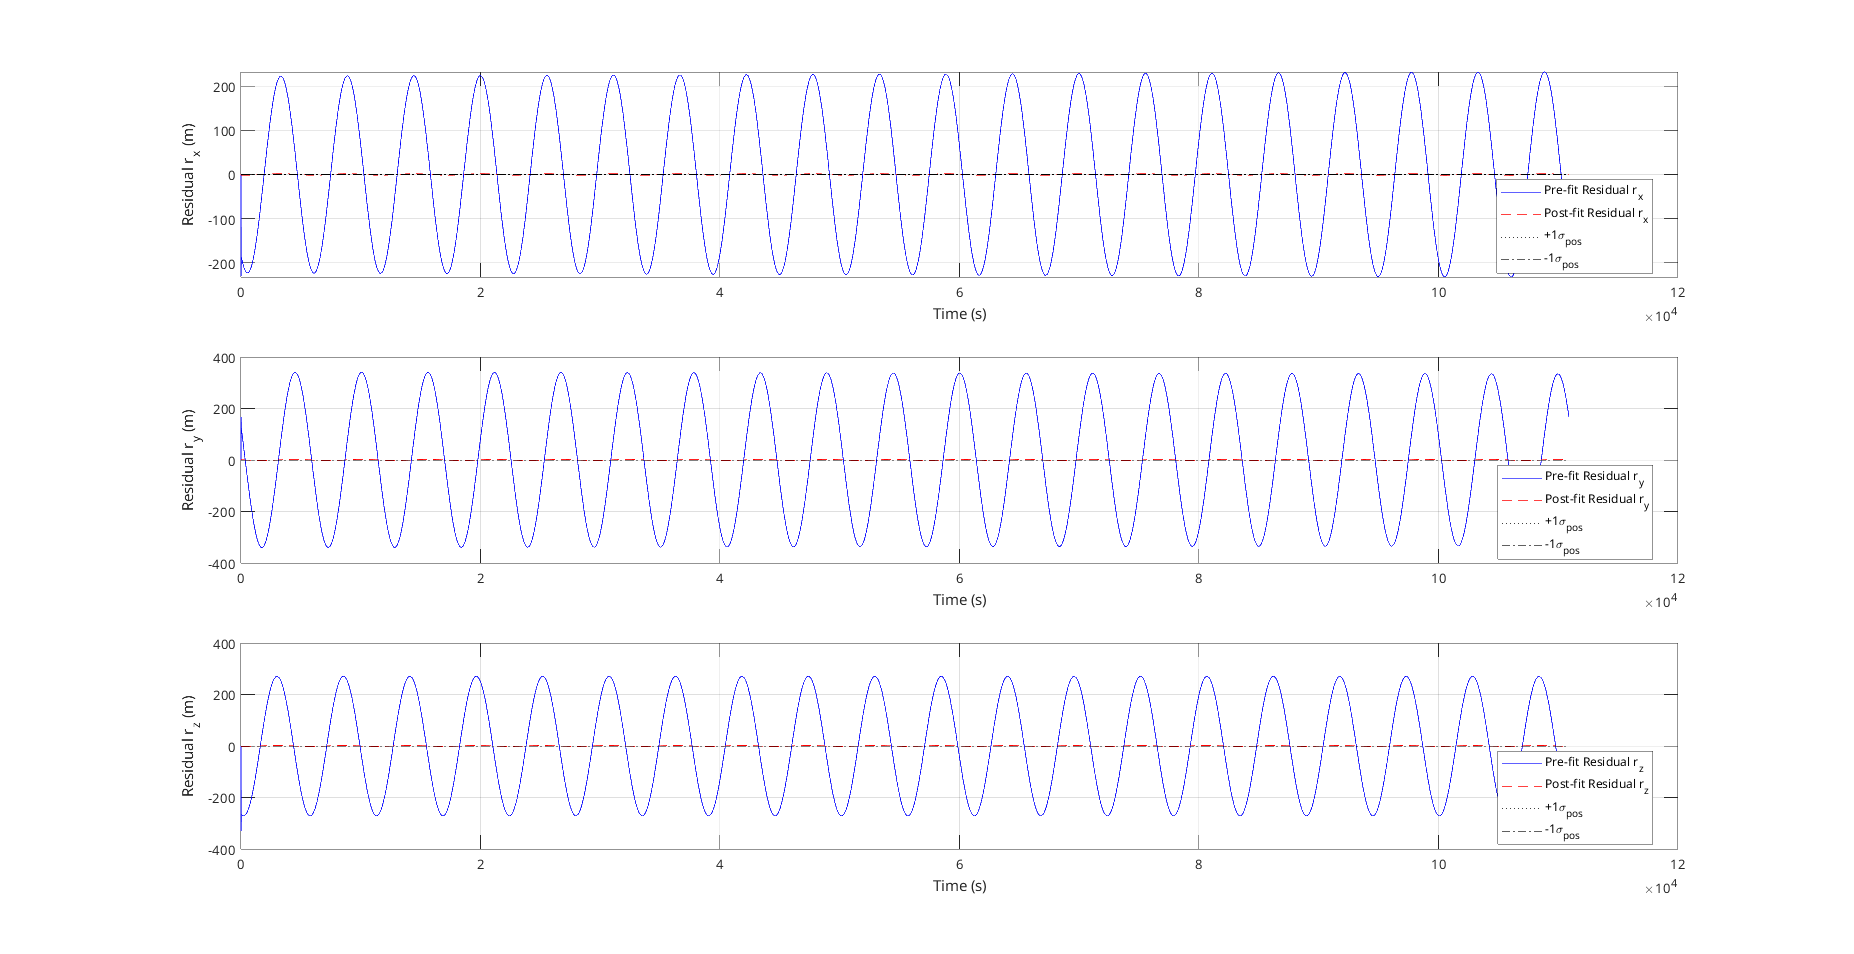 200
100
0
-100
-200
Residual r_x (m)
0 2 4 6 8 10 12
Time (s)
×10^4
Pre-fit Residual r_x
Post-fit Residual r_x
+1σ_pos
-1σ_pos
400
200
0
-200
-400
Residual r_y (m)
0 2 4 6 8 10 12
Time (s)
×10^4
Pre-fit Residual r_y
Post-fit Residual r_y
+1σ_pos
-1σ_pos
400
200
0
-200
-400
Residual r_z (m)
0 2 4 6 8 10 12
Time (s)
×10^4
Pre-fit Residual r_z
Post-fit Residual r_z
+1σ_pos
-1σ_pos